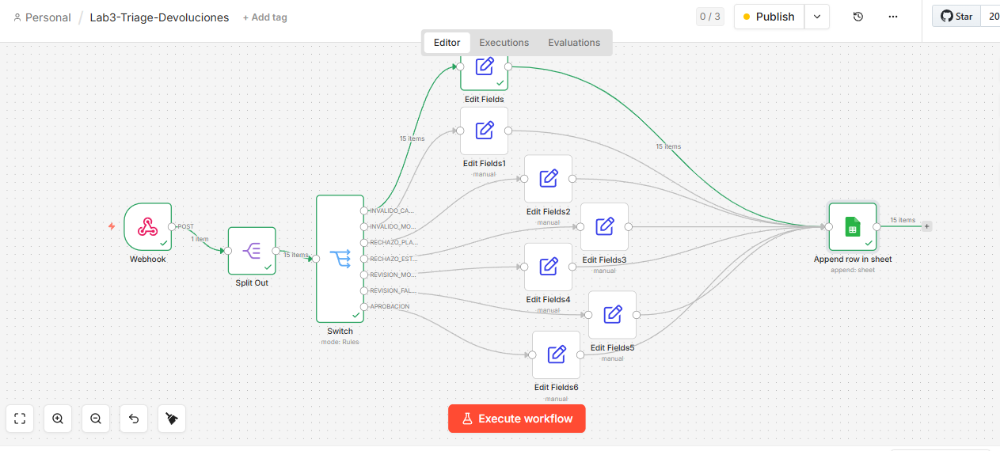 Personal / Lab3-Triage-Devoluciones + Add tag
0 / 3
Publish
Star
20
Editor
Executions
Evaluations
Edit Fields
15 items
15 items
Edit Fields1
manual
Edit Fields2
manual
INVALIDO_CA...
INVALIDO_MO...
RECHAZO_PLA...
RECHAZO_EST...
REVISION_MO...
REVISION_FAL...
APROBACION
POST
1 item
Webhook
15 items
Split Out
Switch
mode: Rules
Edit Fields3
manual
Edit Fields4
manual
Edit Fields5
manual
Edit Fields6
manual
15 items
+
Append row in sheet
append: sheet
Execute workflow